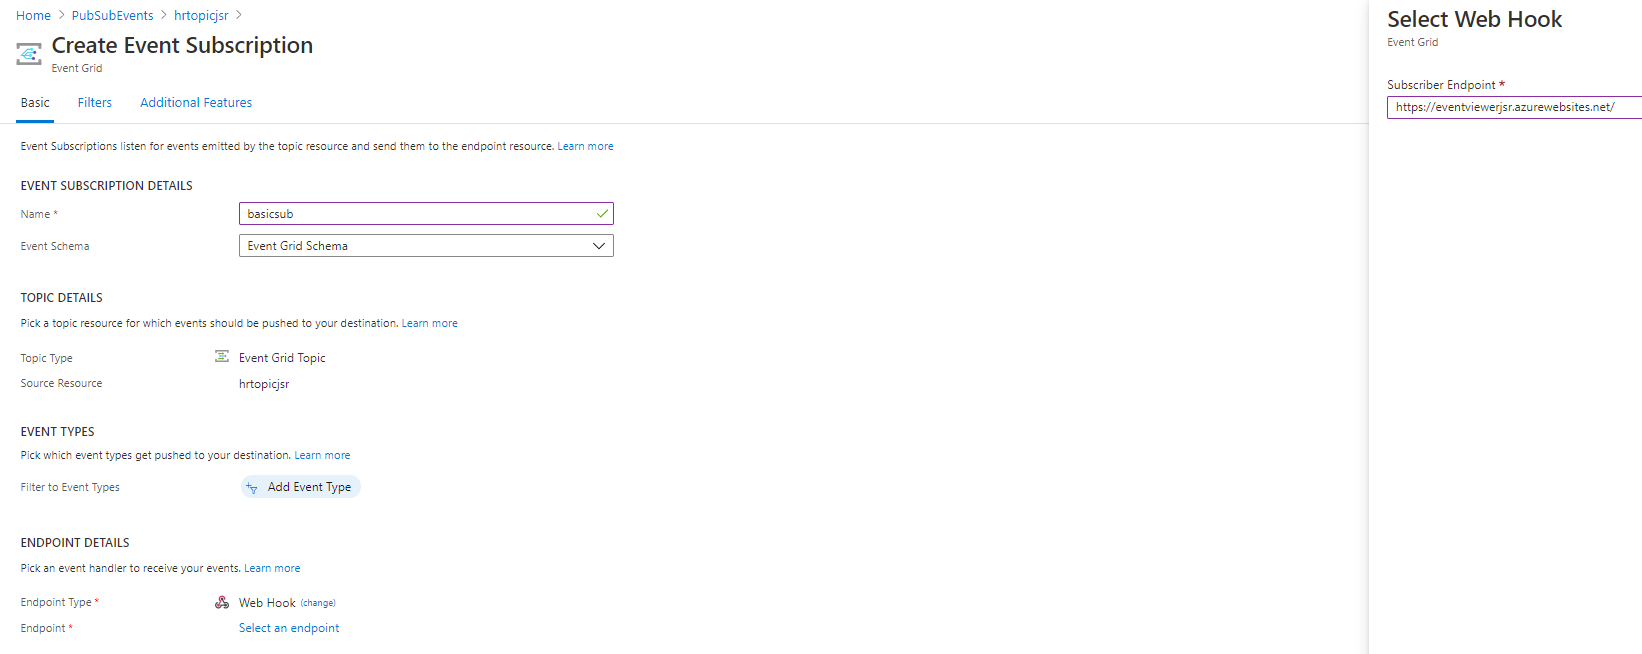 Home > PubSubEvents > hrtopicjsr >
Create Event Subscription
Event Grid
Basic Filters Additional Features
Event Subscriptions listen for events emitted by the topic resource and send them to the endpoint resource. Learn more
EVENT SUBSCRIPTION DETAILS
Name * basicsub
Event Schema Event Grid Schema
TOPIC DETAILS
Pick a topic resource for which events should be pushed to your destination. Learn more
Topic Type Event Grid Topic
Source Resource hrtopicjsr
EVENT TYPES
Pick which event types get pushed to your destination. Learn more
Filter to Event Types Add Event Type
ENDPOINT DETAILS
Pick an event handler to receive your events. Learn more
Endpoint Type * Web Hook (change)
Endpoint * Select an endpoint
Select Web Hook
Event Grid
Subscriber Endpoint *
https://eventviewerjsr.azurewebsites.net/